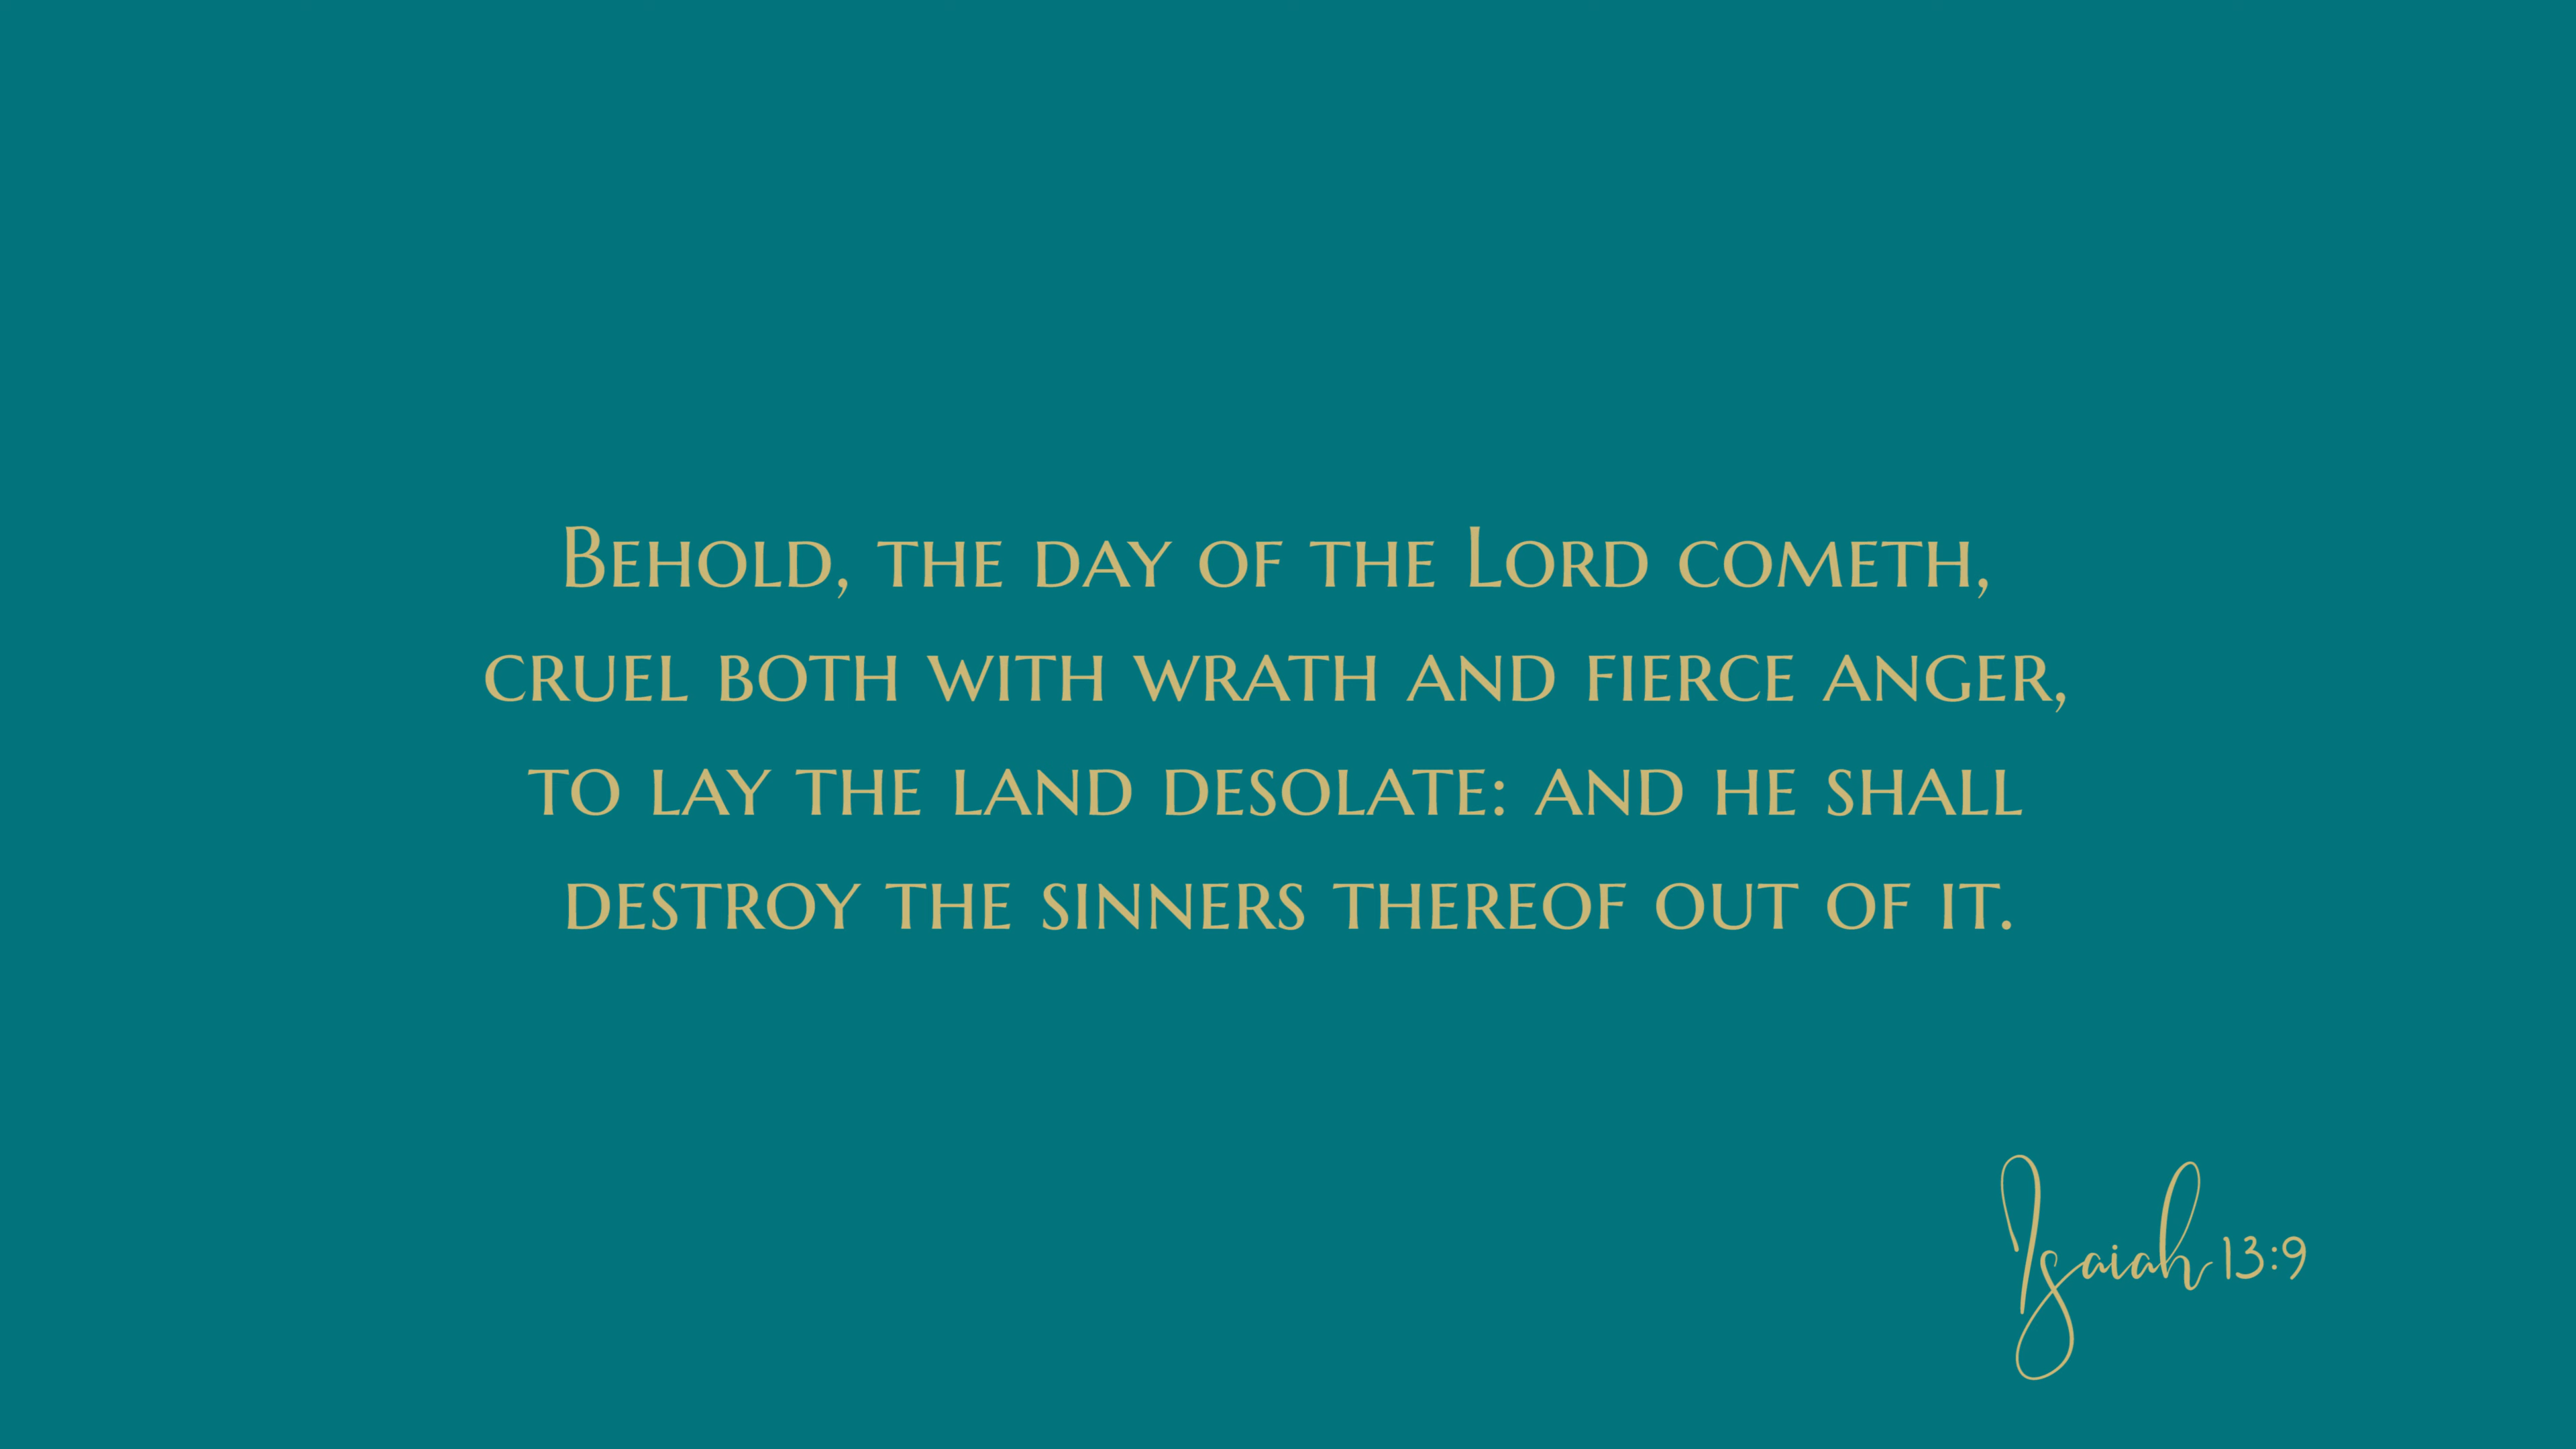 Behold, the day of the Lord cometh,
cruel both with wrath and fierce anger,
to lay the land desolate: and he shall
destroy the sinners thereof out of it.
Isaiah 13:9